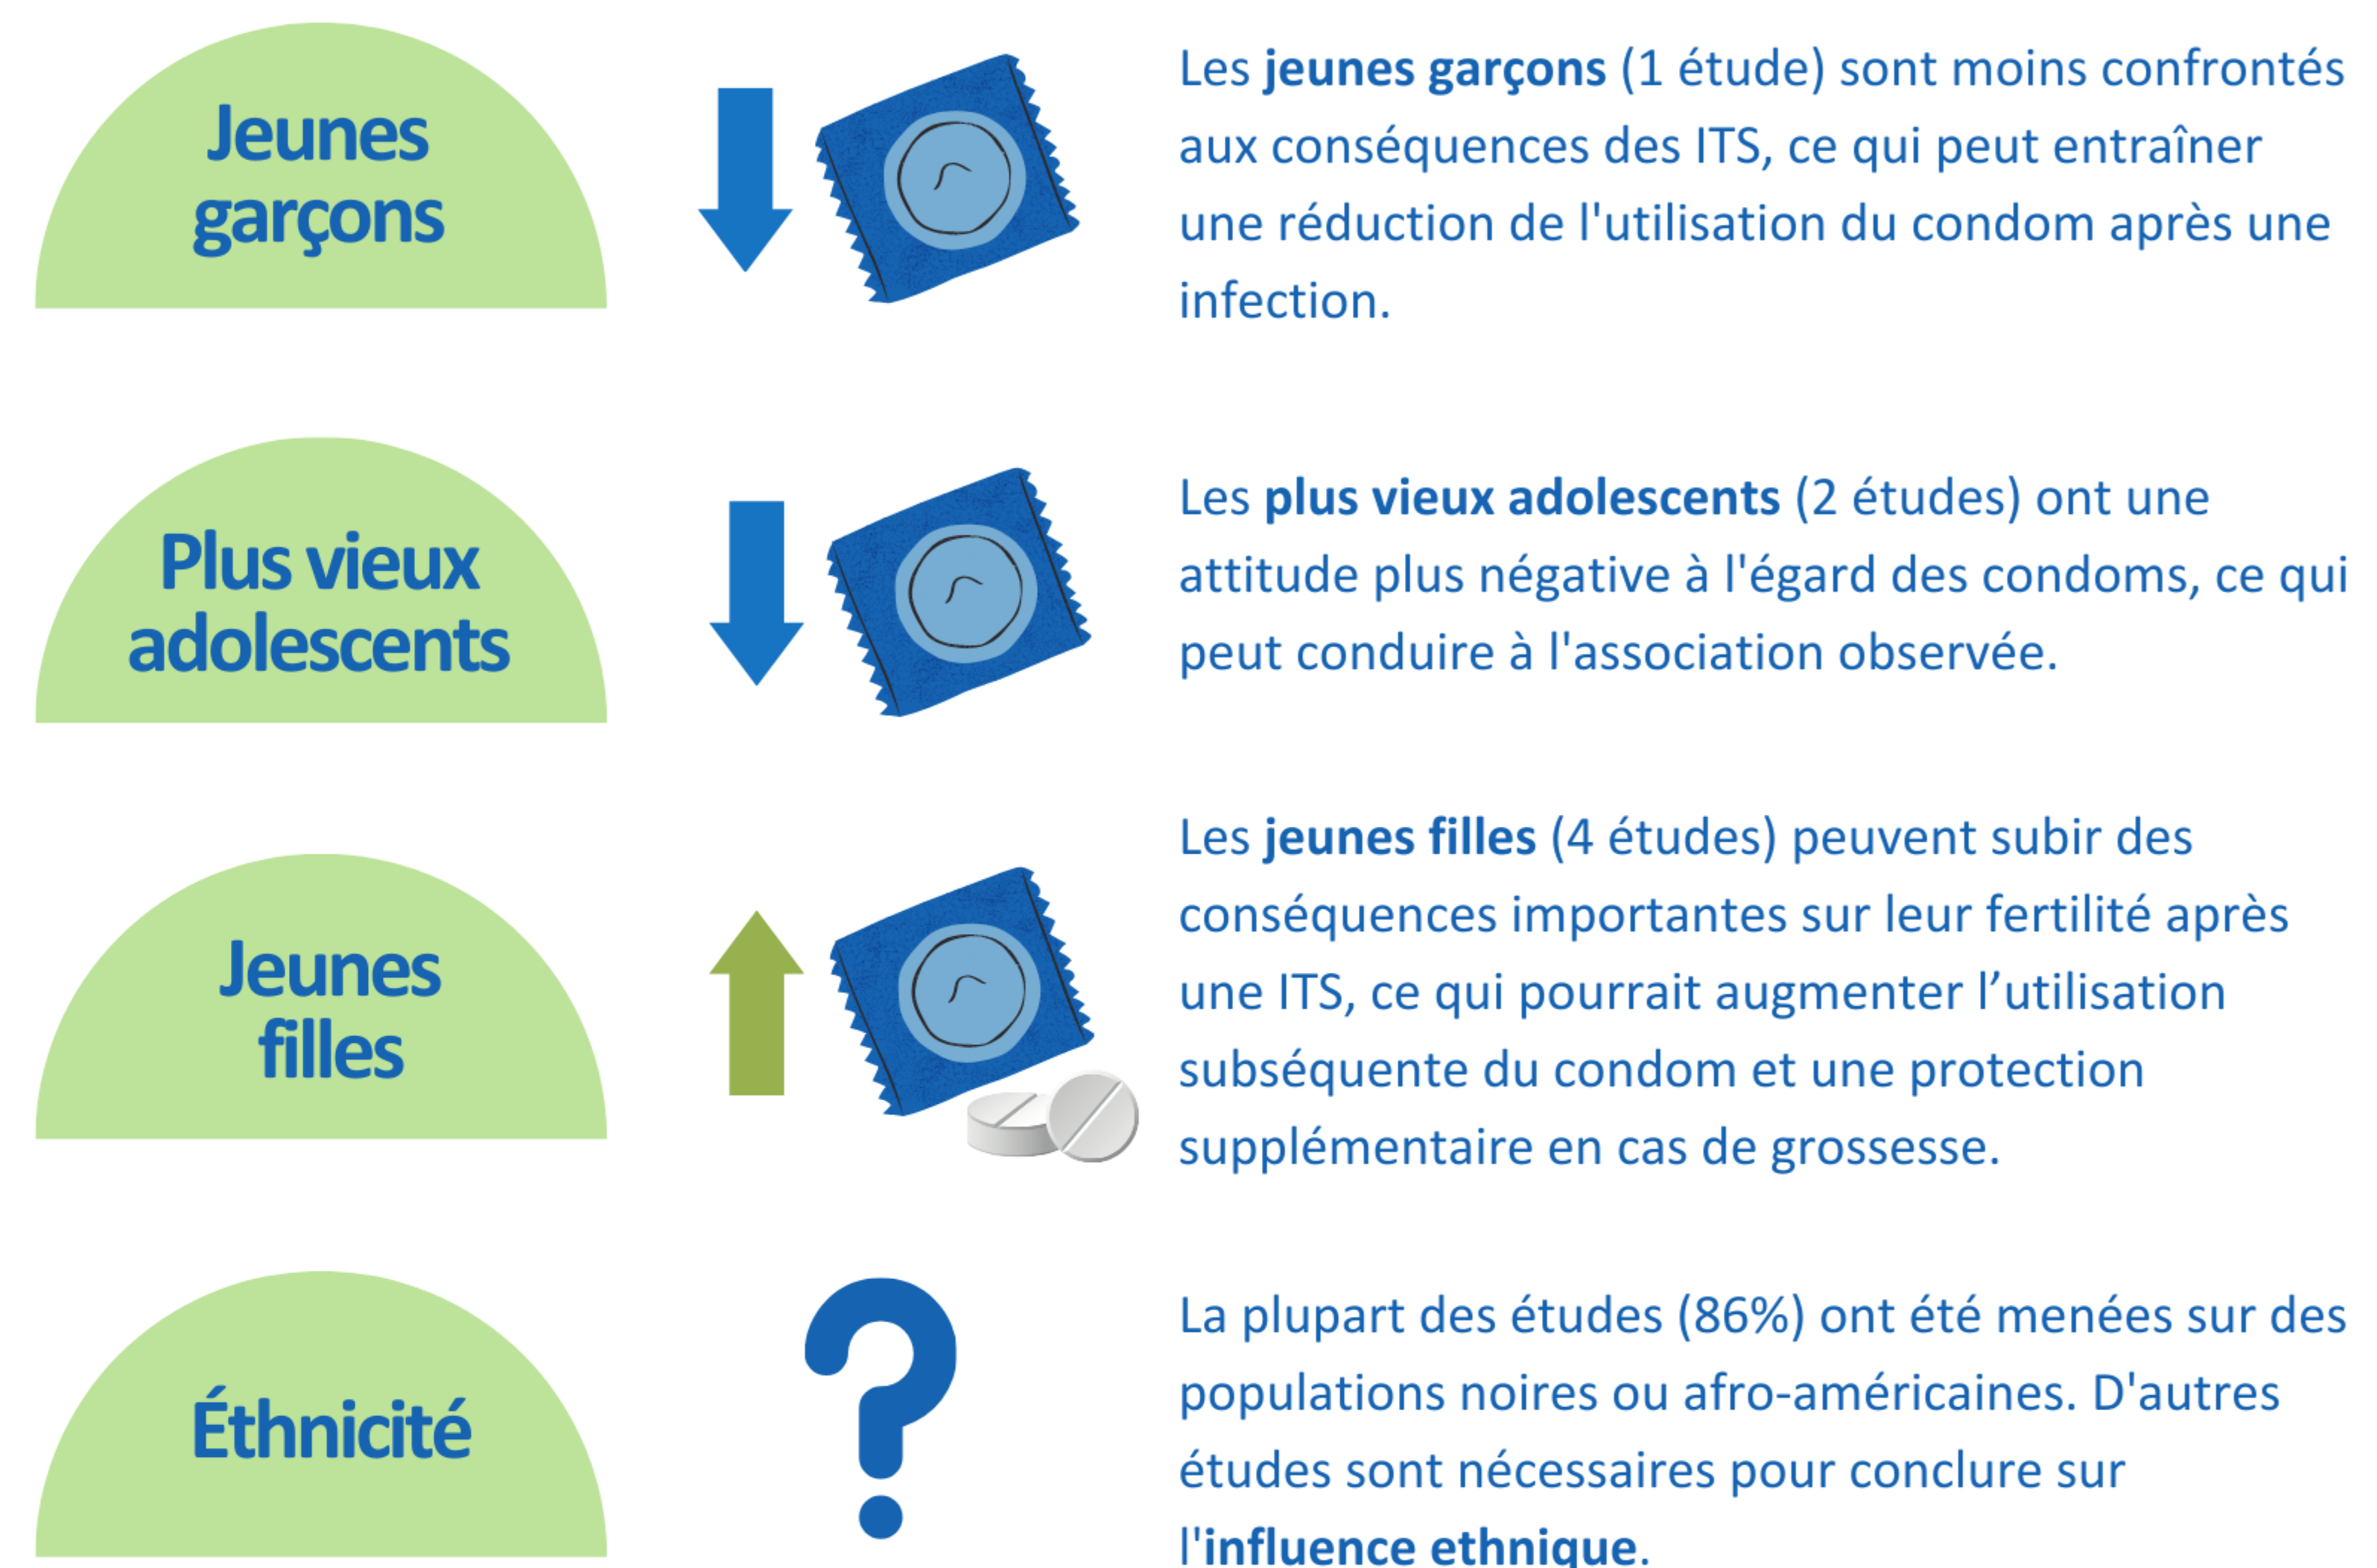 Jeunes
garçons
Les jeunes garçons (1 étude) sont moins confrontés
aux conséquences des ITS, ce qui peut entraîner
une réduction de l'utilisation du condom après une
infection.
Plus vieux
adolescents
Les plus vieux adolescents (2 études) ont une
attitude plus négative à l'égard des condoms, ce qui
peut conduire à l'association observée.
Jeunes
filles
Les jeunes filles (4 études) peuvent subir des
conséquences importantes sur leur fertilité après
une ITS, ce qui pourrait augmenter l’utilisation
subséquente du condom et une protection
supplémentaire en cas de grossesse.
Éthnicité
?
La plupart des études (86%) ont été menées sur des
populations noires ou afro-américaines. D'autres
études sont nécessaires pour conclure sur
l'influence ethnique.